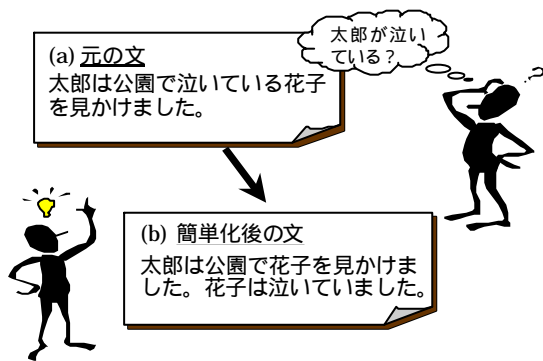 太郎が泣い
ている？
(a) 元の文
太郎は公園で泣いている花子
を見かけました。
(b) 簡単化後の文
太郎は公園で花子を見かけま
した。花子は泣いていました。